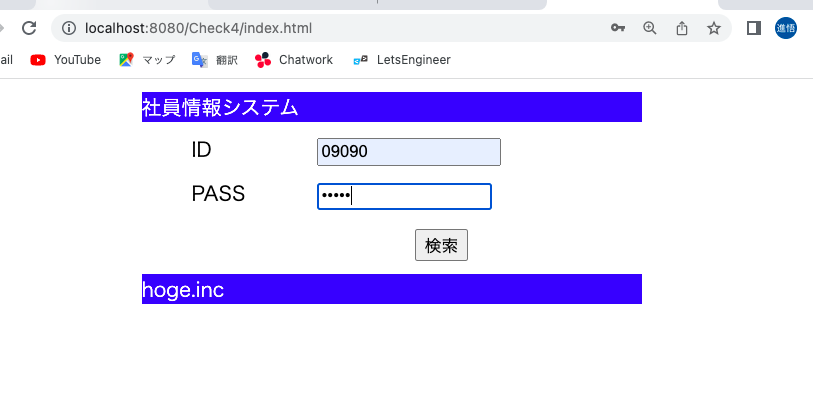 localhost:8080/Check4/index.html
進悟
ail YouTube マップ 翻訳 Chatwork LetsEngineer
社員情報システム
ID 09090
PASS •••••
検索
hoge.inc